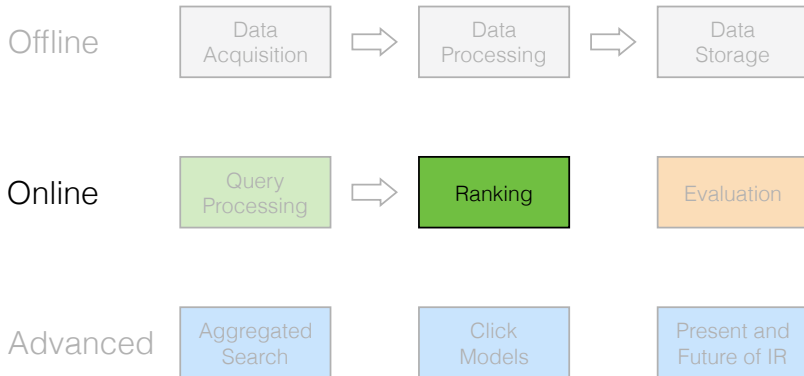 Offline
Data
Acquisition
Data
Processing
Data
Storage
Online
Query
Processing
Ranking
Evaluation
Advanced
Aggregated
Search
Click
Models
Present and
Future of IR